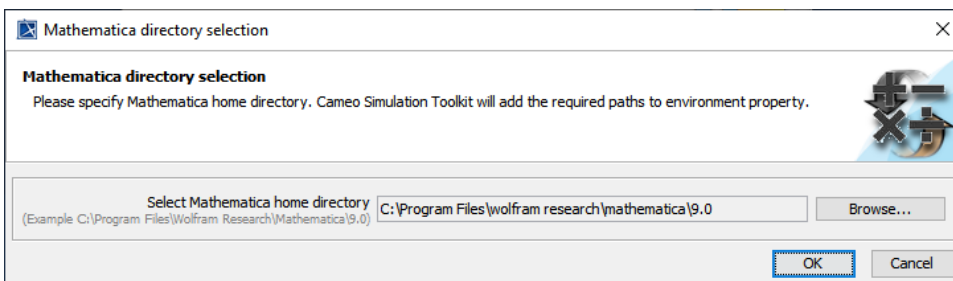 Mathematica directory selection
Mathematica directory selection
Please specify Mathematica home directory. Cameo Simulation Toolkit will add the required paths to environment property.
Select Mathematica home directory C:\Program Files\wolfram research\mathematica\9.0 Browse...
(Example C:\Program Files\Wolfram Research\Mathematica\9.0)
OK Cancel